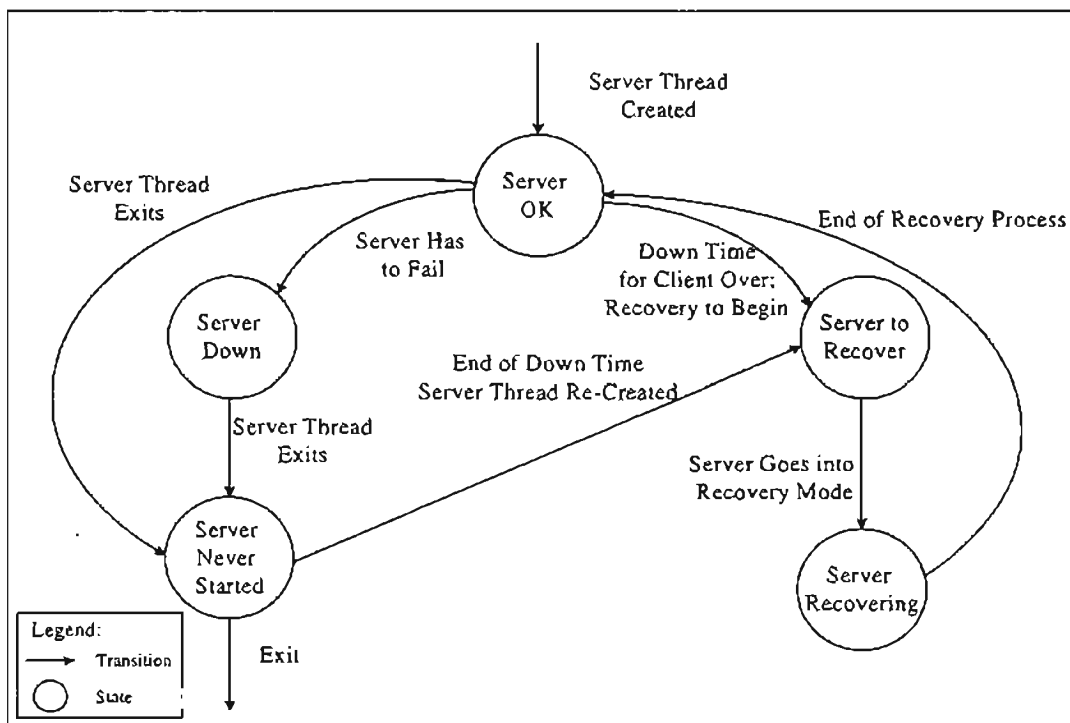 Server Thread
Created
Server
OK
Server Thread
Exits
End of Recovery Process
Server Has
to Fail
Down Time
for Client Over;
Recovery to Begin
Server
Down
Server to
Recover
End of Down Time
Server Thread Re-Created
Server Thread
Exits
Server Goes into
Recovery Mode
Server
Never
Started
Server
Recovering
Legend:
Transition
State
Exit